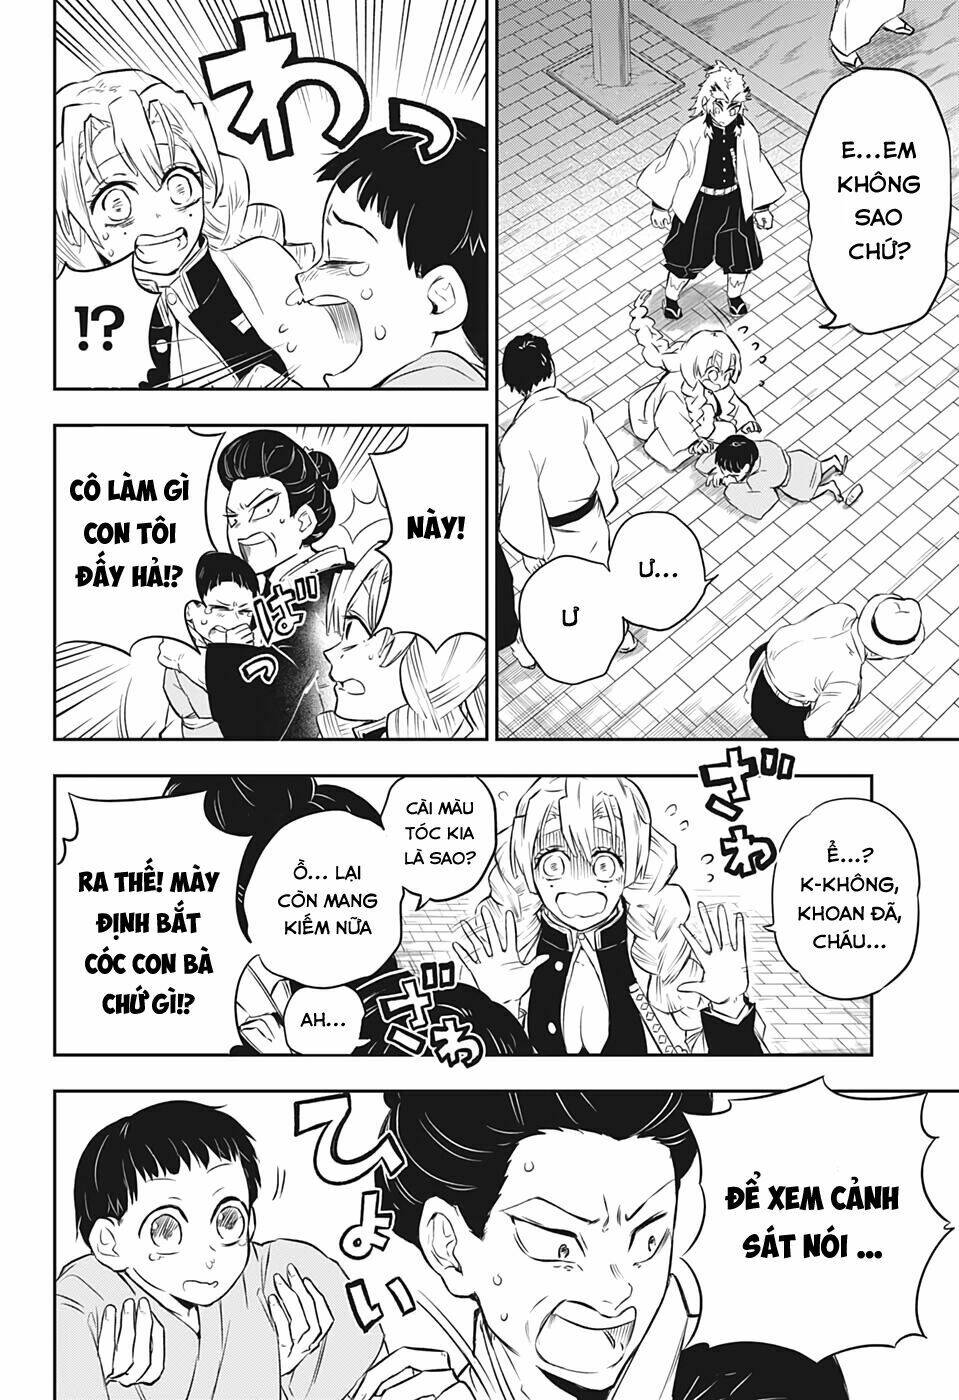 E...EM
KHÔNG
SAO
CHỨ?
Ư...
Ư
わっ
!?
NÀY!
CÔ LÀM GÌ
CON TÔI
ĐẤY HẢ!?
ばっ
Ể...?
K-KHÔNG,
KHOAN ĐÃ,
CHÁU...
ざわ
CÀI MÀU
TÓC KIA
LÀ SAO?
Ồ... LẠI
CÒN MANG
KIẾM NỮA
AH...
ざわ
RA THẾ! MÀY
ĐỊNH BẮT
CÓC CON BÀ
CHỨ GÌ!?
ĐỂ XEM CẢNH
SÁT NÓI ...
ひょい